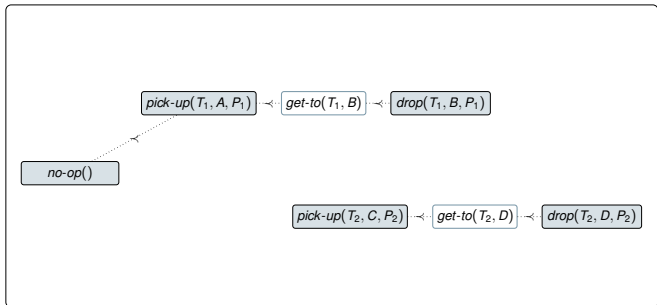 pick-up(T₁, A, P₁) ≺ get-to(T₁, B) ≺ drop(T₁, B, P₁)
≺
no-op()
pick-up(T₂, C, P₂) ≺ get-to(T₂, D) ≺ drop(T₂, D, P₂)